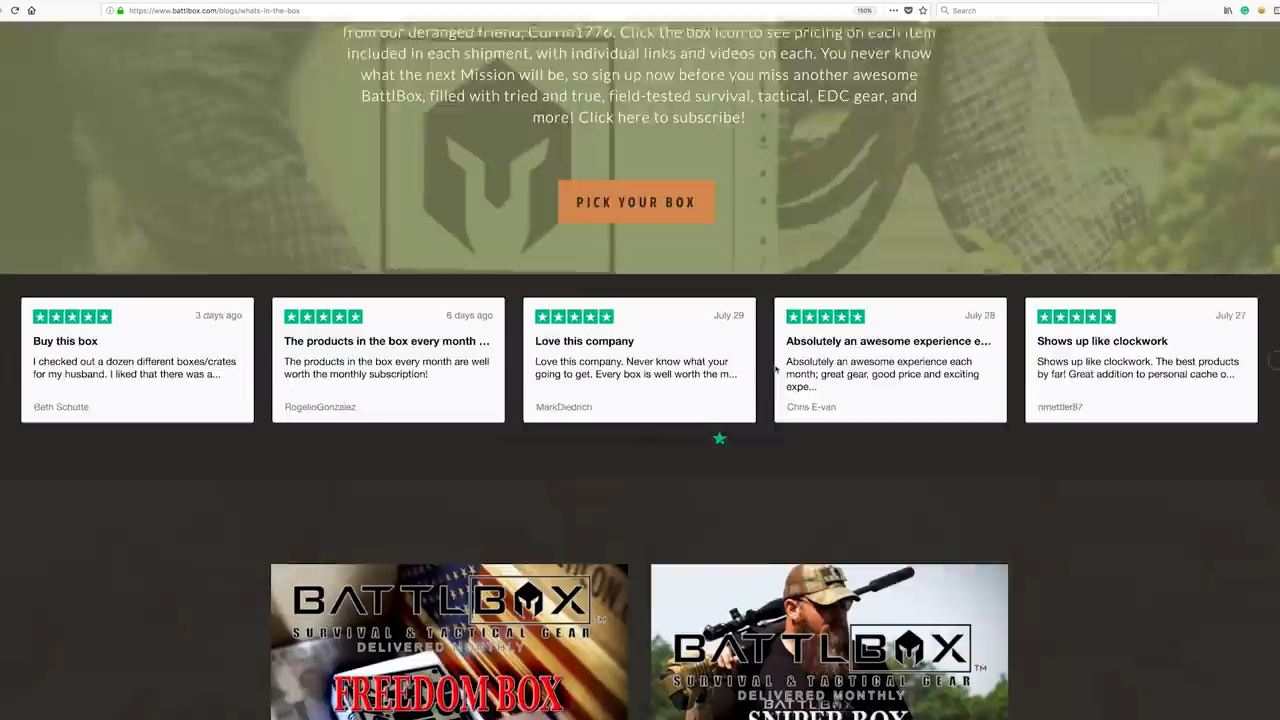 https://www.battlbox.com/blogs/whats-in-the-box
150%
Search
from our deranged friend, Currin1776. Click the box icon to see pricing on each item
included in each shipment, with individual links and videos on each. You never know
what the next Mission will be, so sign up now before you miss another awesome
BattlBox, filled with tried and true, field-tested survival, tactical, EDC gear, and
more! Click here to subscribe!
PICK YOUR BOX
3 days ago
Buy this box
I checked out a dozen different boxes/crates
for my husband. I liked that there was a...
Beth Schutte
6 days ago
The products in the box every month ...
The products in the box every month are well
worth the monthly subscription!
RogelioGonzalez
July 29
Love this company
Love this company. Never know what your
going to get. Every box is well worth the m...
MarkDiedrich
July 28
Absolutely an awesome experience e...
Absolutely an awesome experience each
month; great gear, good price and exciting
expe...
Chris E-van
July 27
Shows up like clockwork
Shows up like clockwork. The best products
by far! Great addition to personal cache o...
nmettler87
BATTLBOX
SURVIVAL & TACTICAL GEAR
DELIVERED MONTHLY
FREEDOM BOX
BATTLBOX™
SURVIVAL & TACTICAL GEAR
DELIVERED MONTHLY
BATTLBOX
SNIPER BOX